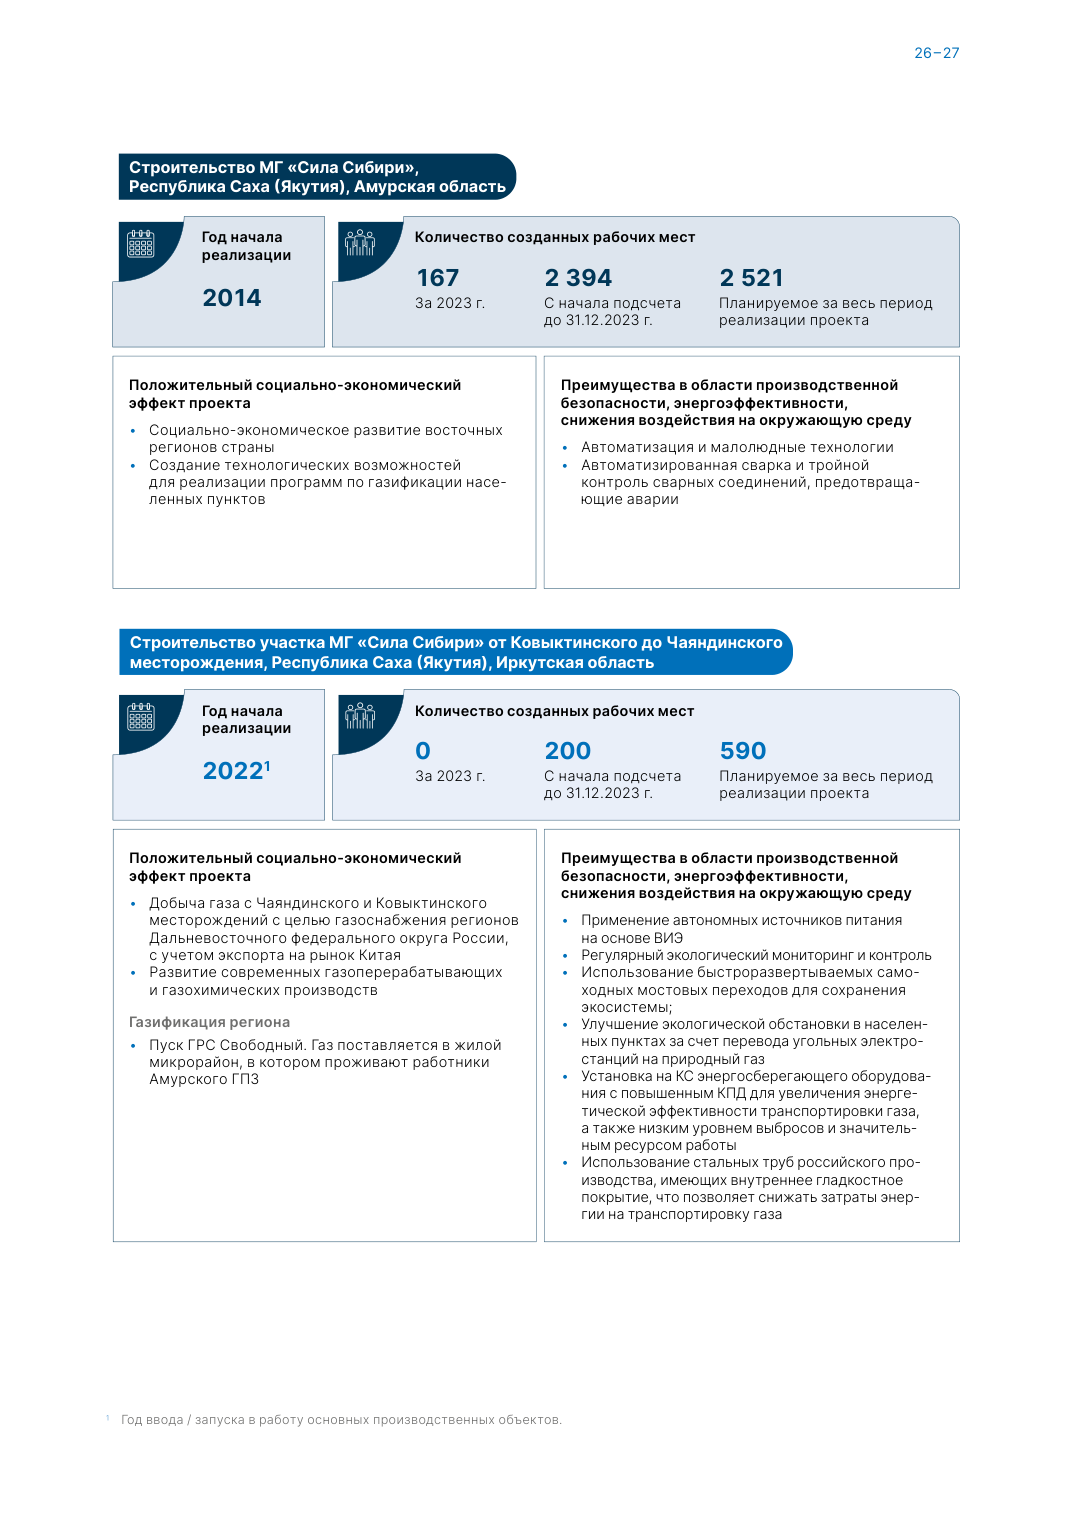 26–27
Строительство МГ «Сила Сибири»,
Республика Саха (Якутия), Амурская область
Год начала
реализации
2014
Количество созданных рабочих мест
167
За 2023 г.
2 394
С начала подсчета
до 31.12.2023 г.
2 521
Планируемое за весь период
реализации проекта
Положительный социально-экономический
эффект проекта
• Социально-экономическое развитие восточных
регионов страны
• Создание технологических возможностей
для реализации программ по газификации насе-
ленных пунктов
Преимущества в области производственной
безопасности, энергоэффективности,
снижения воздействия на окружающую среду
• Автоматизация и малолюдные технологии
• Автоматизированная сварка и тройной
контроль сварных соединений, предотвраща-
ющие аварии
Строительство участка МГ «Сила Сибири» от Ковыктинского до Чаяндинского
месторождения, Республика Саха (Якутия), Иркутская область
Год начала
реализации
2022¹
Количество созданных рабочих мест
0
За 2023 г.
200
С начала подсчета
до 31.12.2023 г.
590
Планируемое за весь период
реализации проекта
Положительный социально-экономический
эффект проекта
• Добыча газа с Чаяндинского и Ковыктинского
месторождений с целью газоснабжения регионов
Дальневосточного федерального округа России,
с учетом экспорта на рынок Китая
• Развитие современных газоперерабатывающих
и газохимических производств
Газификация региона
• Пуск ГРС Свободный. Газ поставляется в жилой
микрорайон, в котором проживают работники
Амурского ГПЗ
Преимущества в области производственной
безопасности, энергоэффективности,
снижения воздействия на окружающую среду
• Применение автономных источников питания
на основе ВИЭ
• Регулярный экологический мониторинг и контроль
• Использование быстроразвертываемых само-
ходных мостовых переходов для сохранения
экосистемы;
• Улучшение экологической обстановки в населен-
ных пунктах за счет перевода угольных электро-
станций на природный газ
• Установка на КС энергосберегающего оборудова-
ния с повышенным КПД для увеличения энерге-
тической эффективности транспортировки газа,
а также низким уровнем выбросов и значитель-
ным ресурсом работы
• Использование стальных труб российского про-
изводства, имеющих внутреннее гладкостное
покрытие, что позволяет снижать затраты энер-
гии на транспортировку газа
¹ Год ввода / запуска в работу основных производственных объектов.